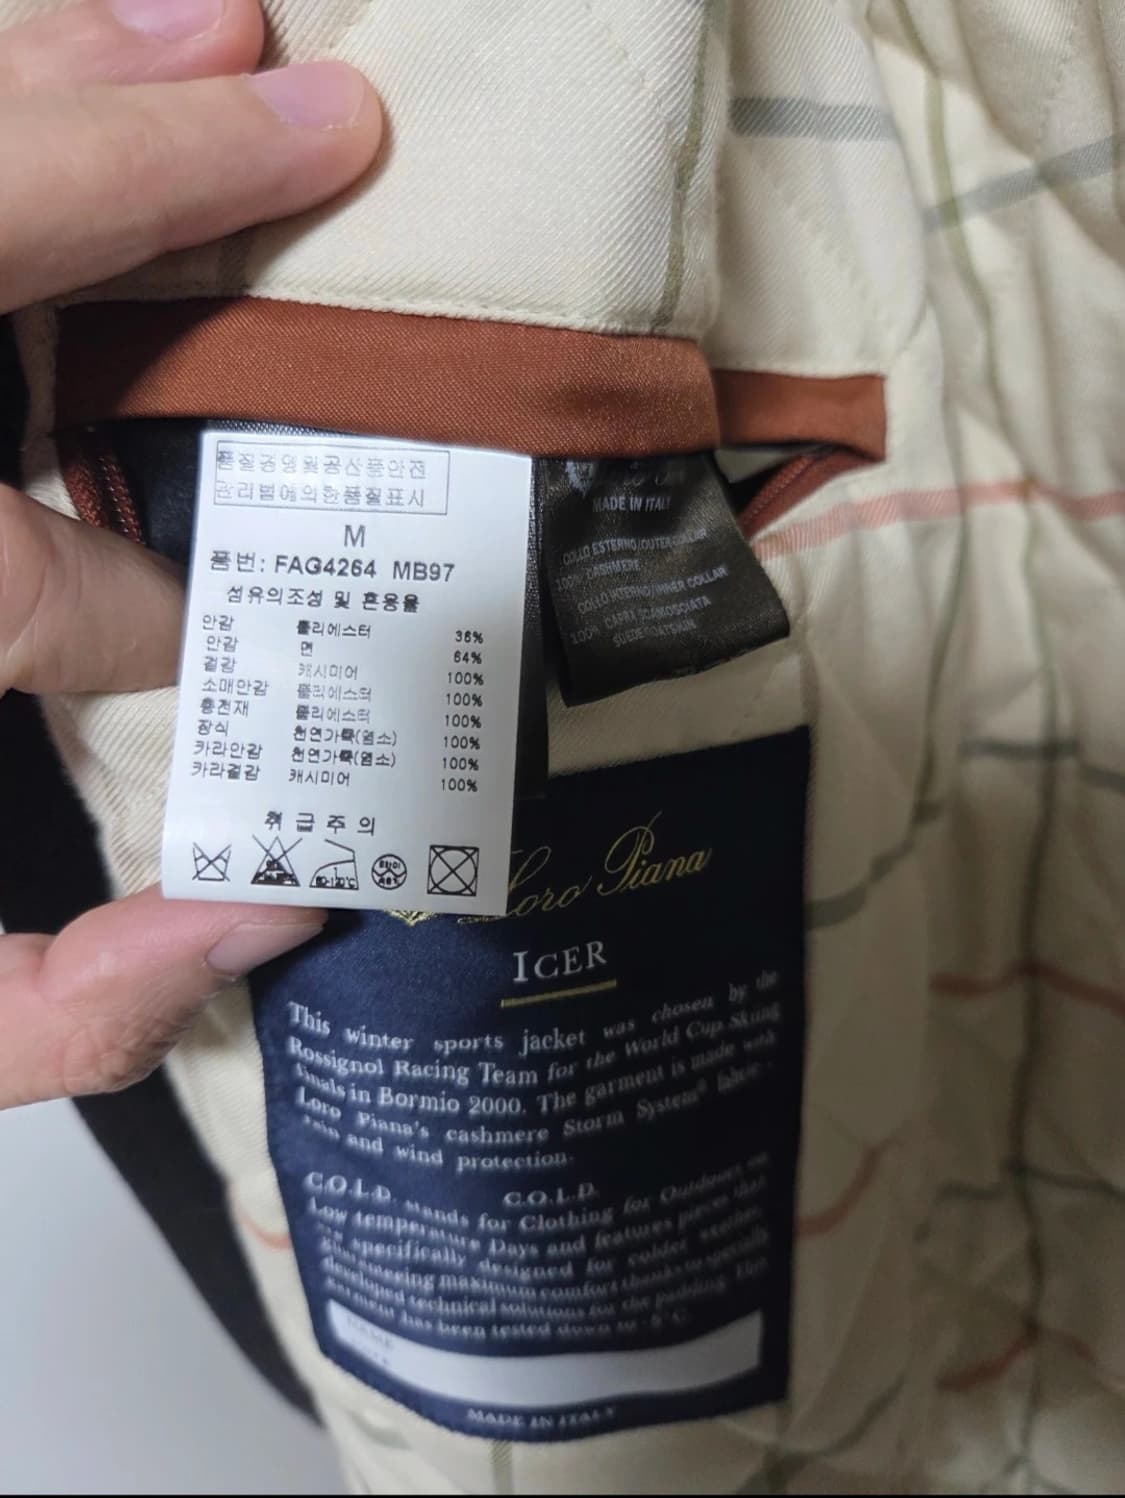 품질경영및공산품안전
관리법에의한품질표시
M
품번: FAG4264 MB97
섬유의조성 및 혼용율
안감 폴리에스터 36%
안감 면 64%
겉감 캐시미어 100%
소매안감 폴리에스터 100%
충전재 폴리에스터 100%
장식 천연가죽(염소) 100%
카라안감 천연가죽(염소) 100%
카라겉감 캐시미어 100%
취급주의
80-120℃
MADE IN ITALY
COLLO ESTERNO/OUTER COLLAR
100% CASHMERE
COLLO INTERNO/INNER COLLAR
100% CAPRA SCAMOSCIATA
SUEDE GOATSKIN
Loro Piana
ICER
This winter sports jacket was chosen by the
Rossignol Racing Team for the World Cup Skiing
finals in Bormio 2000. The garment is made with
Loro Piana's cashmere Storm System® fabric -
rain and wind protection.
C.O.L.D. C.O.L.D.
stands for Clothing for Outdoors on
Low temperature Days and features pieces that
specifically designed for colder weather,
guaranteeing maximum comfort thanks to specially
developed technical solutions for the padding. This
garment has been tested down to -5°C.
NAME
MADE IN ITALY